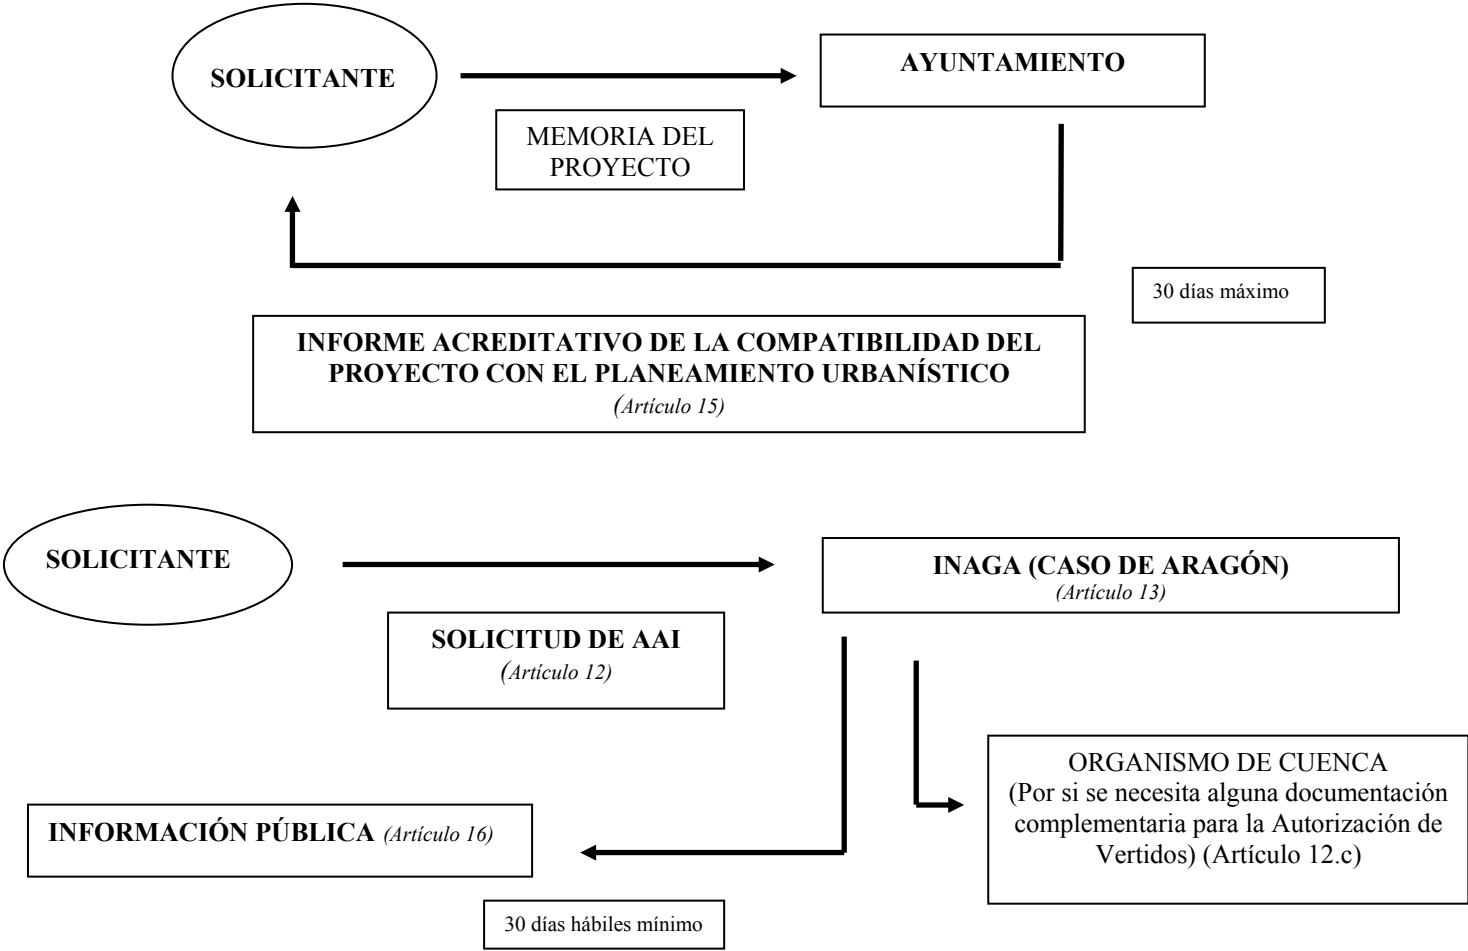 SOLICITANTE
AYUNTAMIENTO
MEMORIA DEL
PROYECTO
30 días máximo
INFORME ACREDITATIVO DE LA COMPATIBILIDAD DEL
PROYECTO CON EL PLANEAMIENTO URBANÍSTICO
(Artículo 15)
SOLICITANTE
INAGA (CASO DE ARAGÓN)
(Artículo 13)
SOLICITUD DE AAI
(Artículo 12)
ORGANISMO DE CUENCA
(Por si se necesita alguna documentación
complementaria para la Autorización de
Vertidos) (Artículo 12.c)
INFORMACIÓN PÚBLICA (Artículo 16)
30 días hábiles mínimo